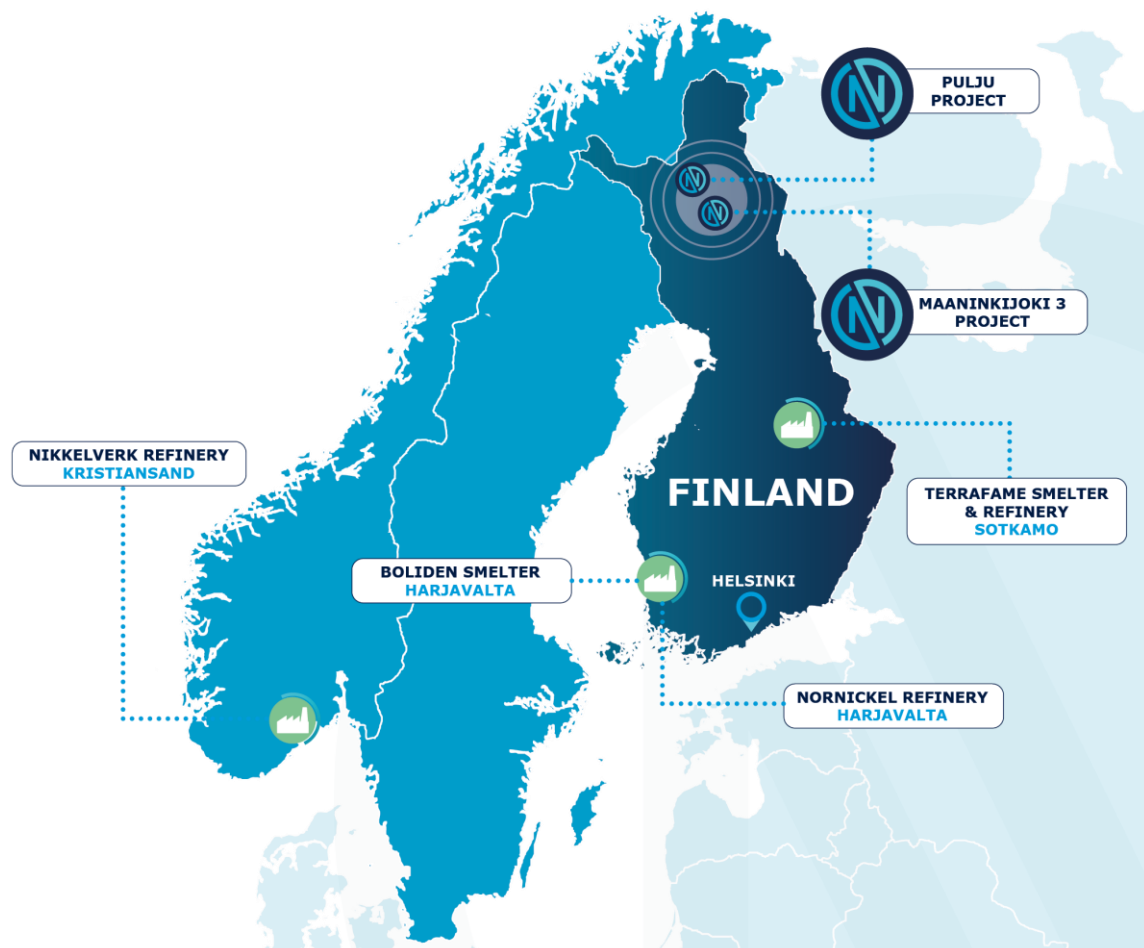 PULJU
PROJECT
MAANINKIJOKI 3
PROJECT
NIKKELVERK REFINERY
KRISTIANSAND
FINLAND
TERRAFAME SMELTER
& REFINERY
SOTKAMO
BOLIDEN SMELTER
HARJAVALTA
HELSINKI
NORNICKEL REFINERY
HARJAVALTA